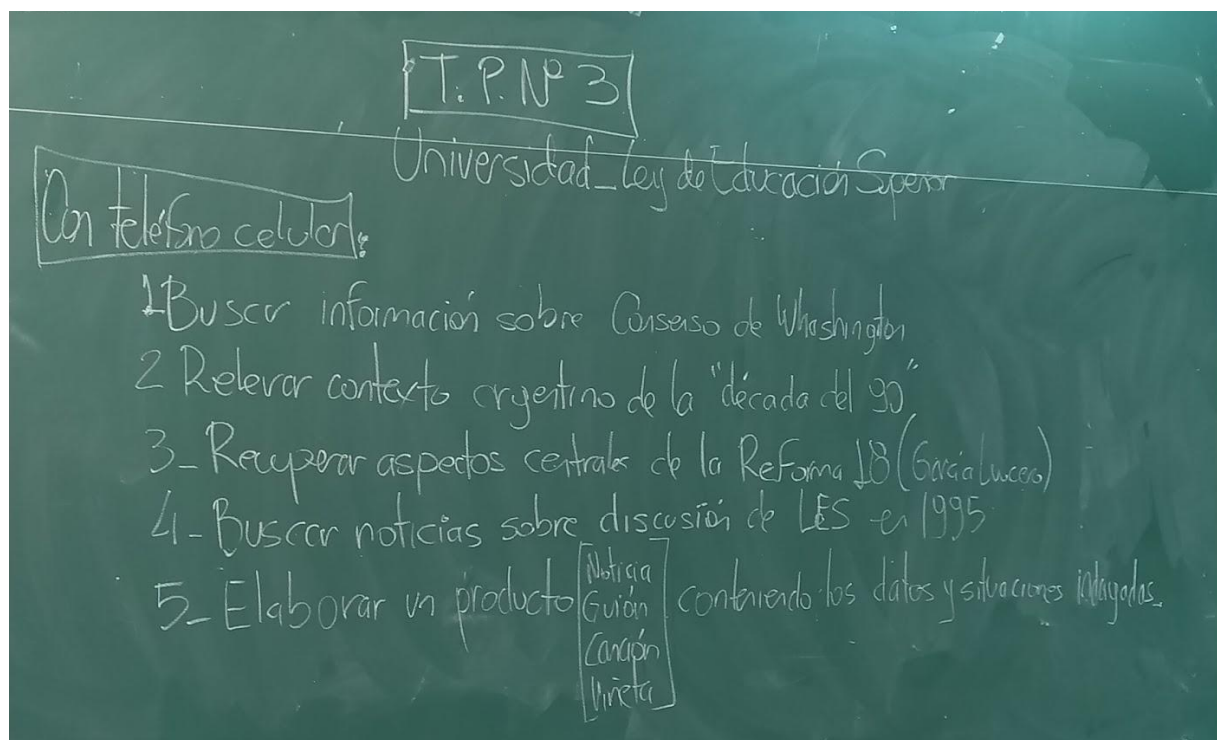 T.P. Nº 3
Universidad_Ley de Educación Superior
Con teléfono celular:
1-Buscar información sobre Consenso de Whashington
2 Relevar contexto argentino de la "década del 90"
3_ Recuperar aspectos centrales de la Reforma 18 (García Lucero)
4_ Buscar noticias sobre discusión de LES en 1995
5_ Elaborar un producto [Noticia Guión Canción Viñeta] conteniendo los datos y situaciones indagadas.